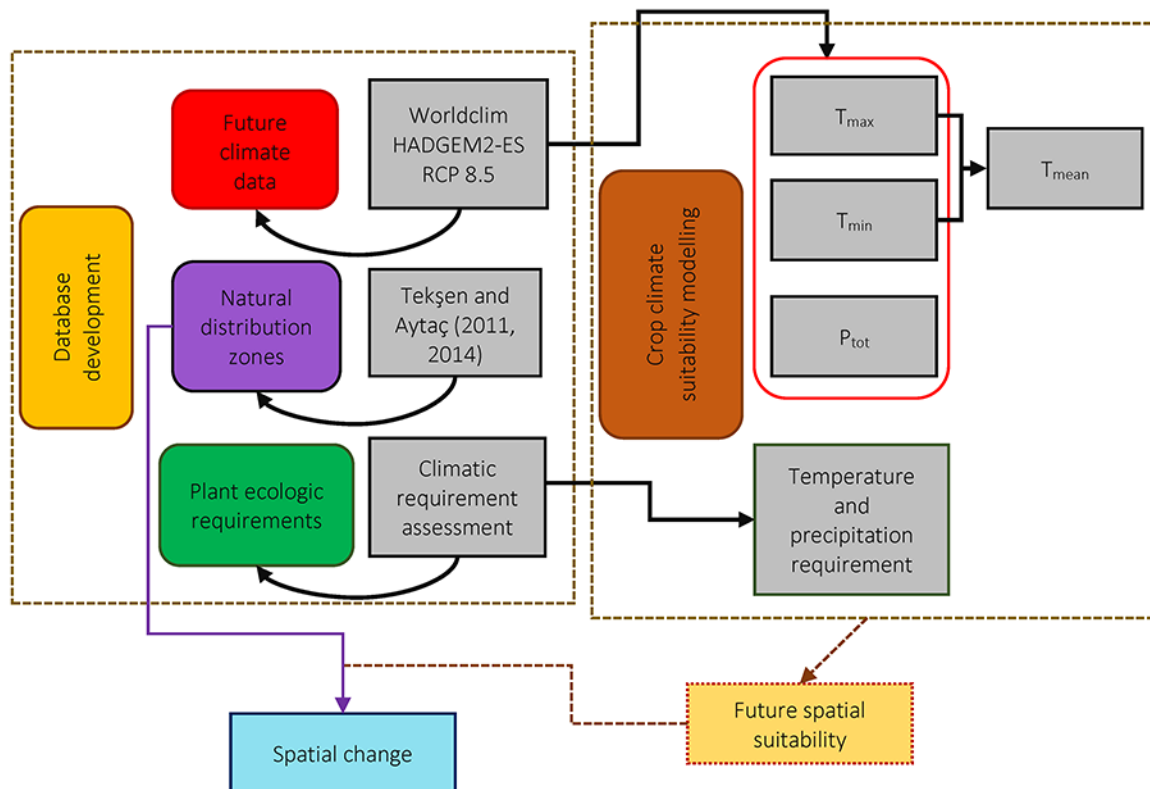 Database
development
Future
climate
data
Worldclim
HADGEM2-ES
RCP 8.5
Natural
distribution
zones
Tekşen and
Aytaç (2011,
2014)
Plant ecologic
requirements
Climatic
requirement
assessment
Crop climate
suitability modelling
Tmax
Tmin
Ptot
Tmean
Temperature
and
precipitation
requirement
Spatial change
Future spatial
suitability